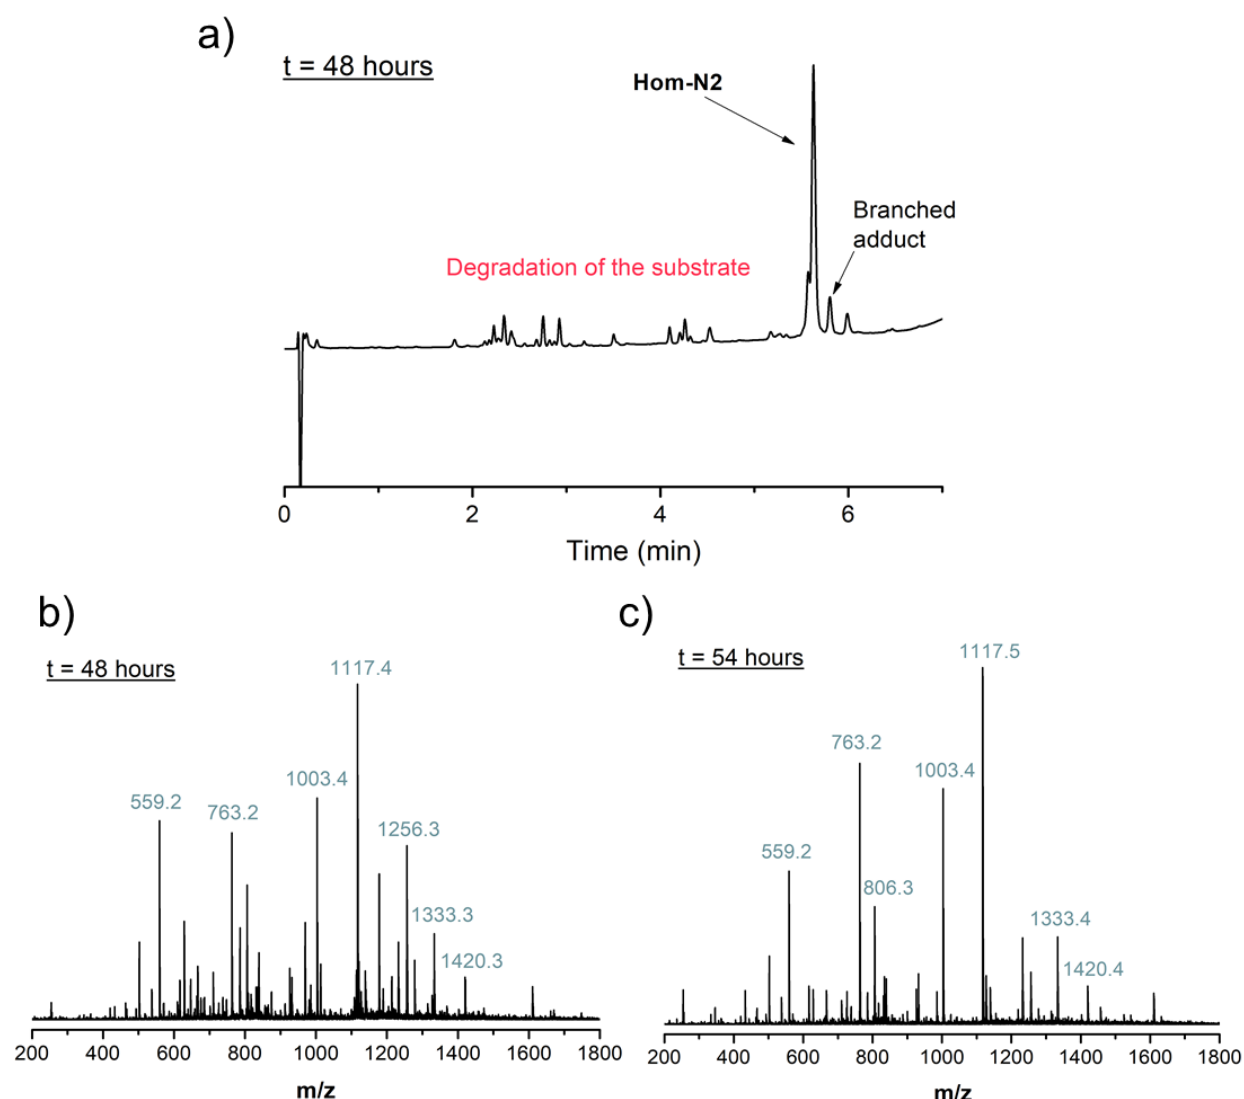 a)
t = 48 hours
Hom-N2
Branched
adduct
Degradation of the substrate
0 2 4 6
Time (min)
b)
t = 48 hours
1117.4
1003.4
559.2
763.2
1256.3
1333.3
1420.3
200 400 600 800 1000 1200 1400 1600 1800
m/z
c)
t = 54 hours
1117.5
763.2
1003.4
559.2
806.3
1333.4
1420.4
200 400 600 800 1000 1200 1400 1600 1800
m/z